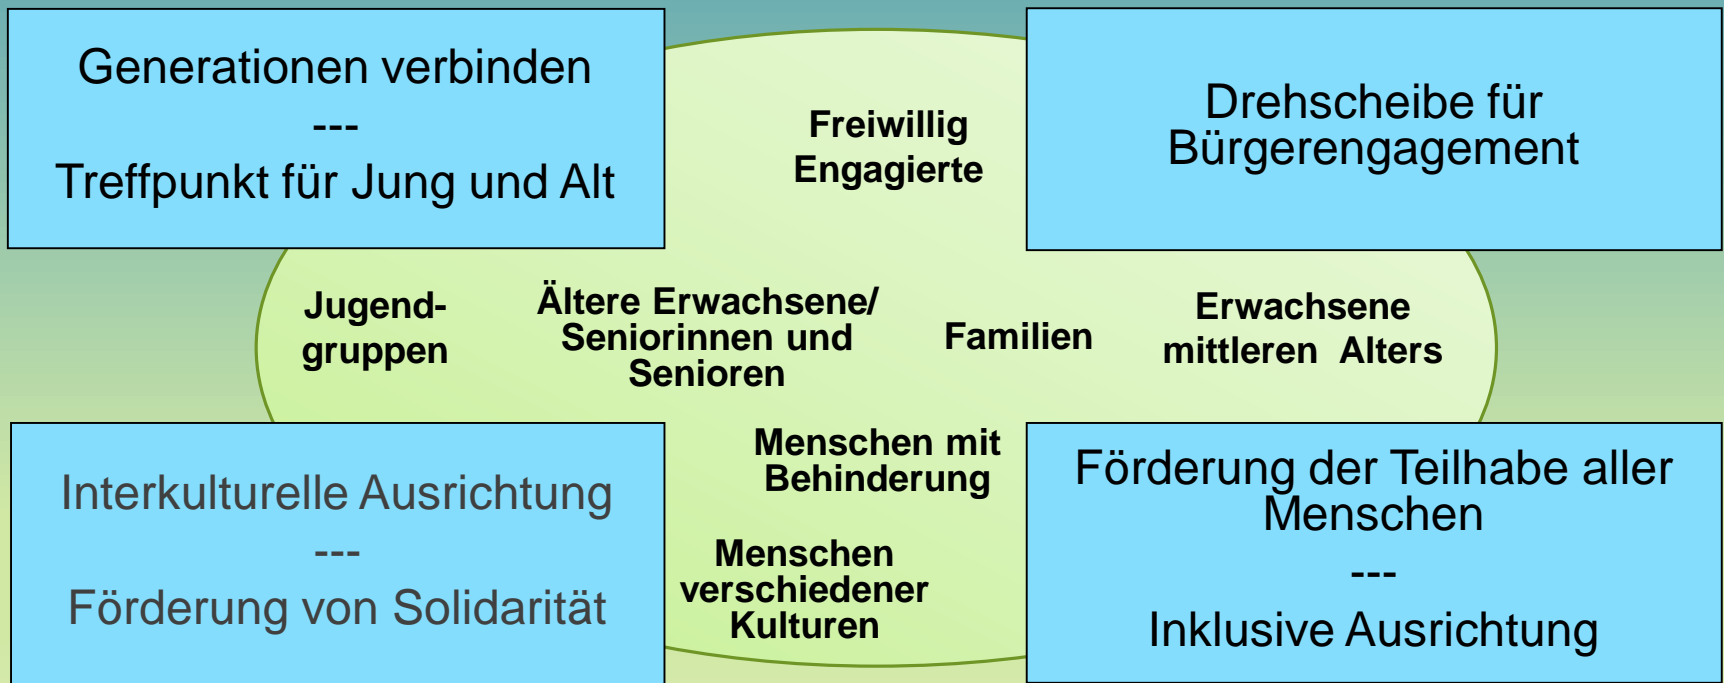 Generationen verbinden
---
Treffpunkt für Jung und Alt
Drehscheibe für
Bürgerengagement
Freiwillig
Engagierte
Jugend-
gruppen
Ältere Erwachsene/
Seniorinnen und
Senioren
Familien
Erwachsene
mittleren Alters
Menschen mit
Behinderung
Menschen
verschiedener
Kulturen
Interkulturelle Ausrichtung
---
Förderung von Solidarität
Förderung der Teilhabe aller
Menschen
---
Inklusive Ausrichtung